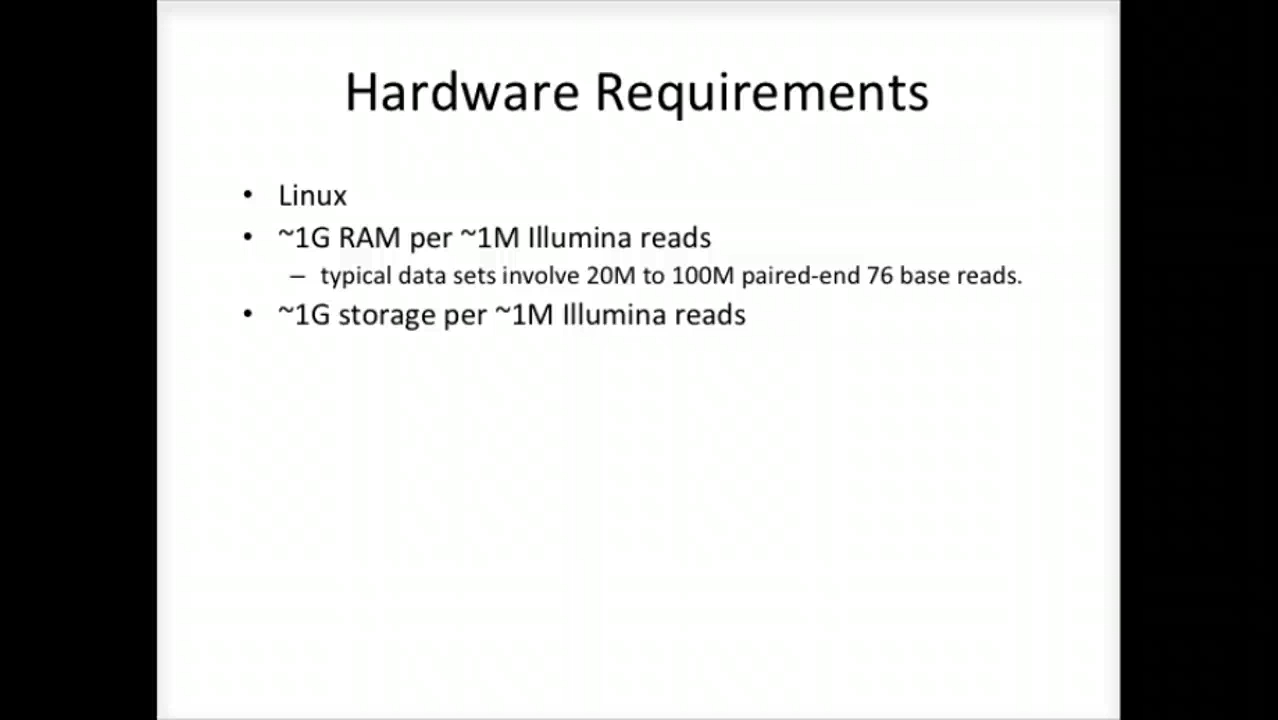 Hardware Requirements
• Linux
• ~1G RAM per ~1M Illumina reads
– typical data sets involve 20M to 100M paired-end 76 base reads.
• ~1G storage per ~1M Illumina reads